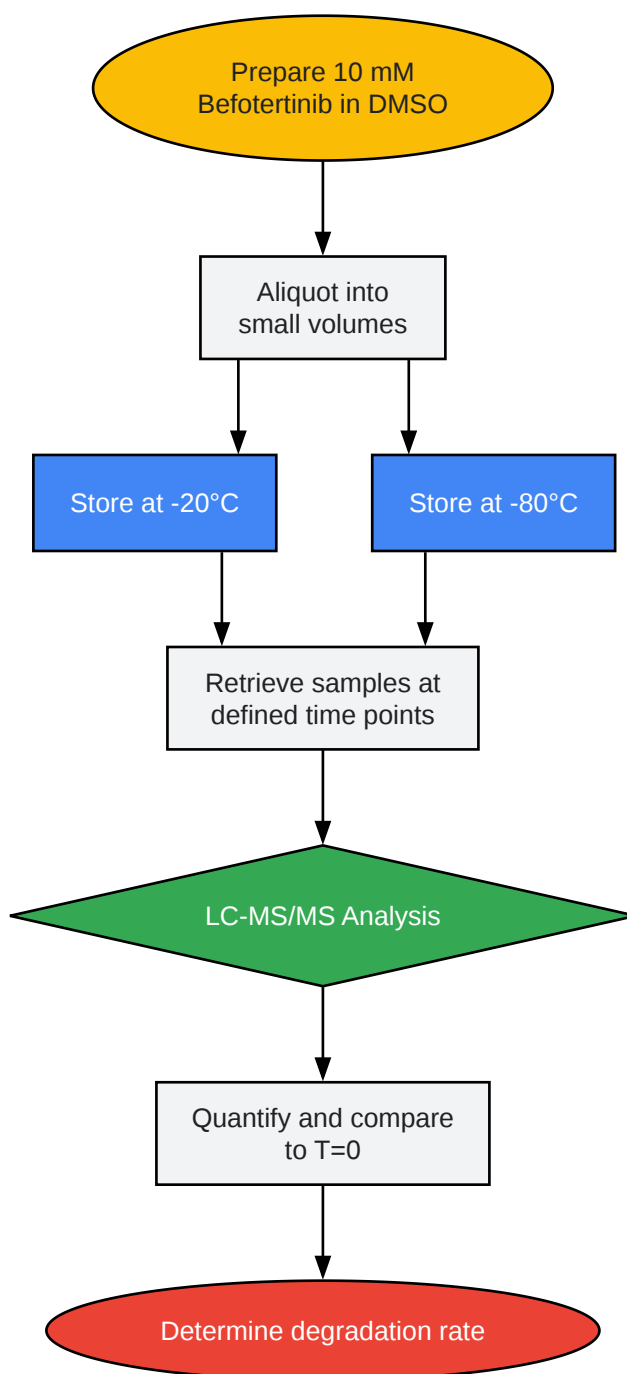 Prepare 10 mM
Befotertinib in DMSO
Aliquot into
small volumes
Store at -20°C
Store at -80°C
Retrieve samples at
defined time points
LC-MS/MS Analysis
Quantify and compare
to T=0
Determine degradation rate